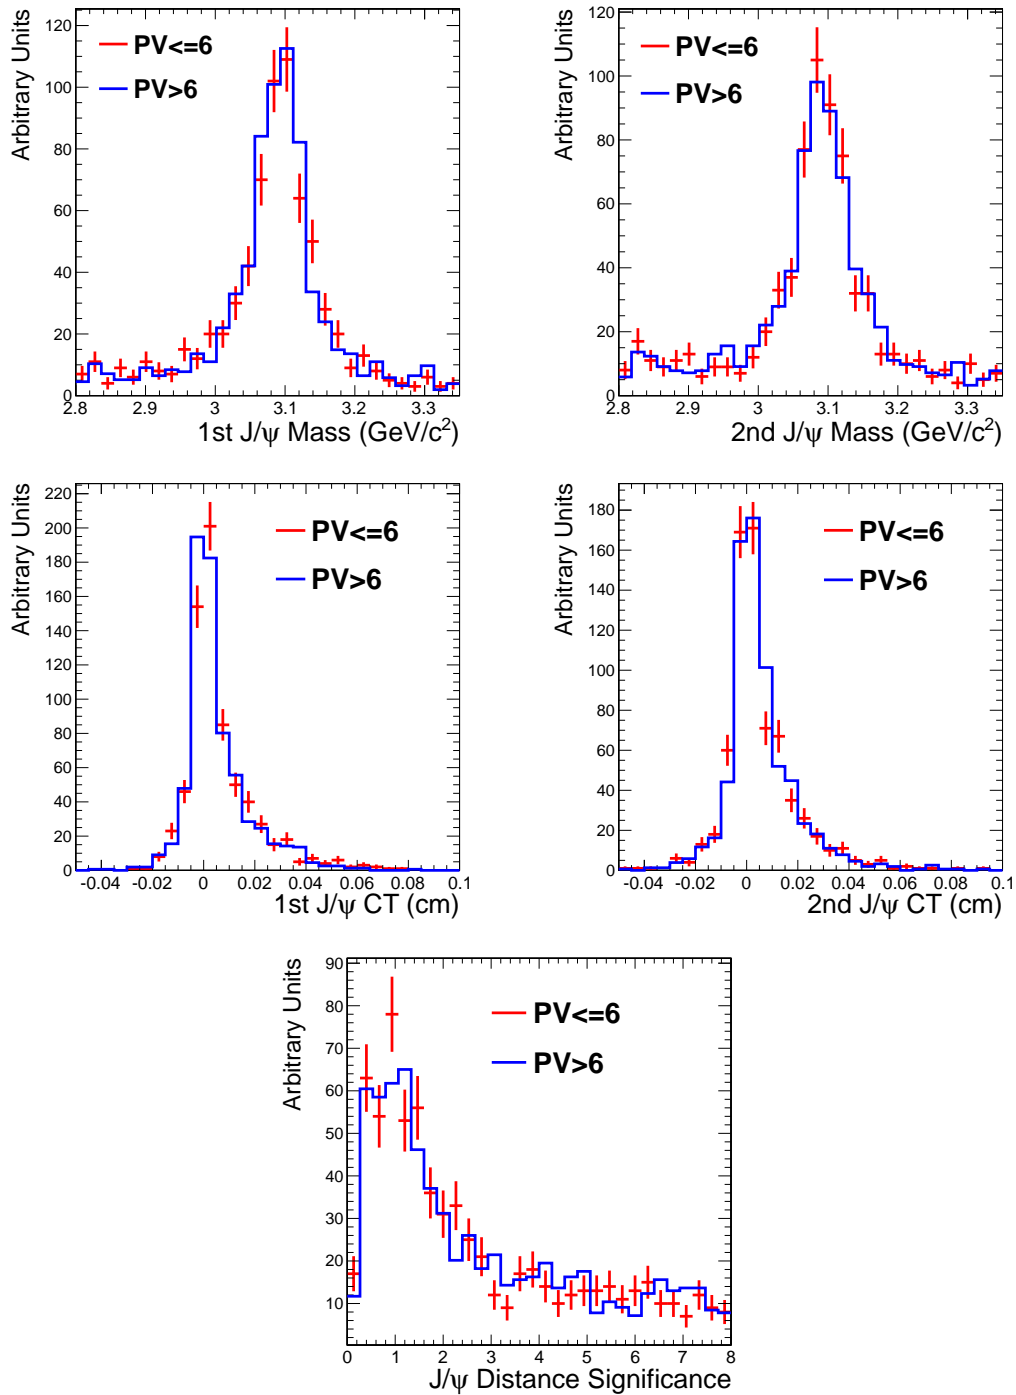 Arbitrary Units
120
100
80
60
40
20
0
PV<=6
PV>6
2.8 2.9 3 3.1 3.2 3.3
1st J/ψ Mass (GeV/c²)
Arbitrary Units
120
100
80
60
40
20
0
PV<=6
PV>6
2.8 2.9 3 3.1 3.2 3.3
2nd J/ψ Mass (GeV/c²)
Arbitrary Units
220
200
180
160
140
120
100
80
60
40
20
0
PV<=6
PV>6
-0.04 -0.02 0 0.02 0.04 0.06 0.08 0.1
1st J/ψ CT (cm)
Arbitrary Units
180
160
140
120
100
80
60
40
20
0
PV<=6
PV>6
-0.04 -0.02 0 0.02 0.04 0.06 0.08 0.1
2nd J/ψ CT (cm)
Arbitrary Units
90
80
70
60
50
40
30
20
10
PV<=6
PV>6
0 1 2 3 4 5 6 7 8
J/ψ Distance Significance